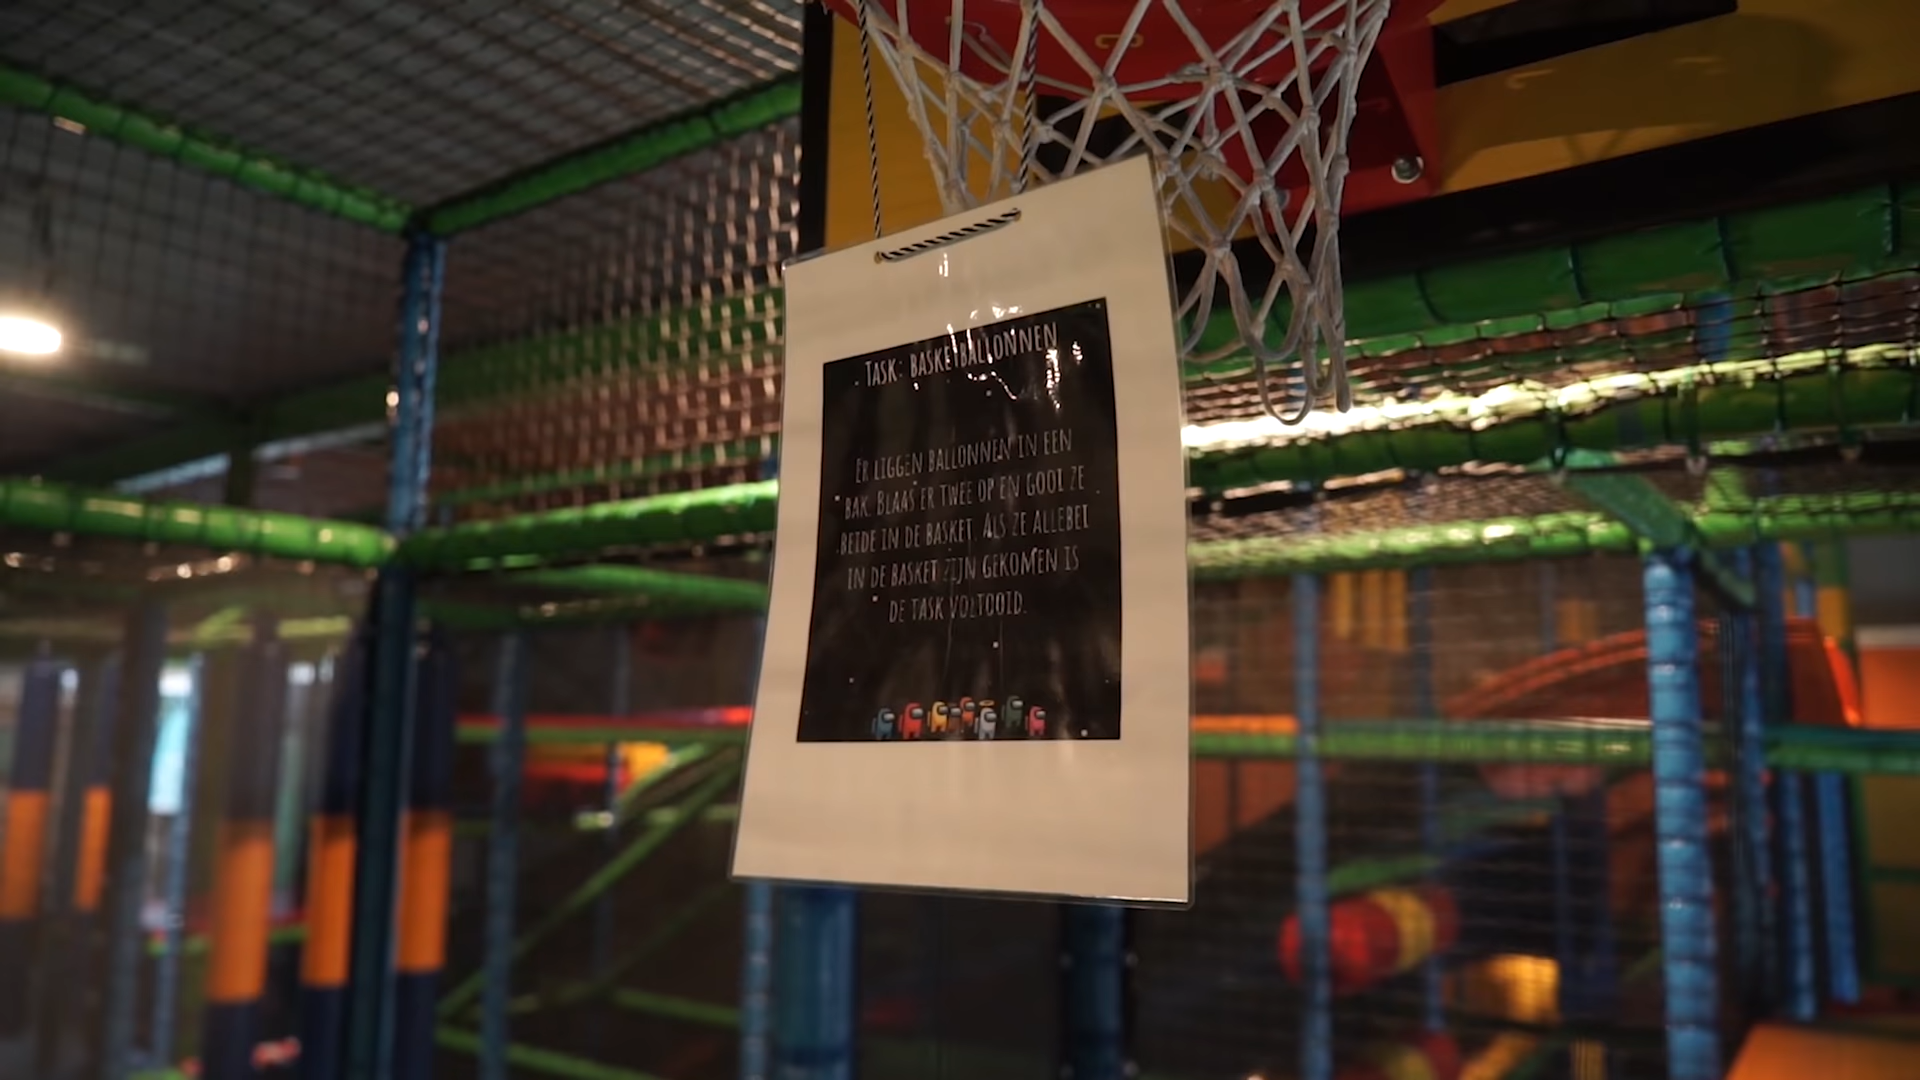 TASK: BASKETBALLONNEN
ER LIGGEN BALLONNEN IN EEN
BAK. BLAAS ER TWEE OP EN GOOI ZE
BEIDE IN DE BASKET. ALS ZE ALLEBEI
IN DE BASKET ZIJN GEKOMEN IS
DE TASK VOLTOOID.